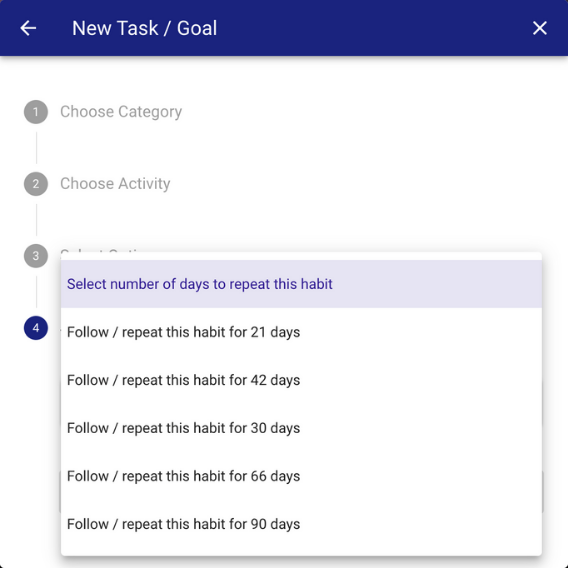 New Task / Goal
1 Choose Category
2 Choose Activity
3
Select number of days to repeat this habit
4
Follow / repeat this habit for 21 days
Follow / repeat this habit for 42 days
Follow / repeat this habit for 30 days
Follow / repeat this habit for 66 days
Follow / repeat this habit for 90 days